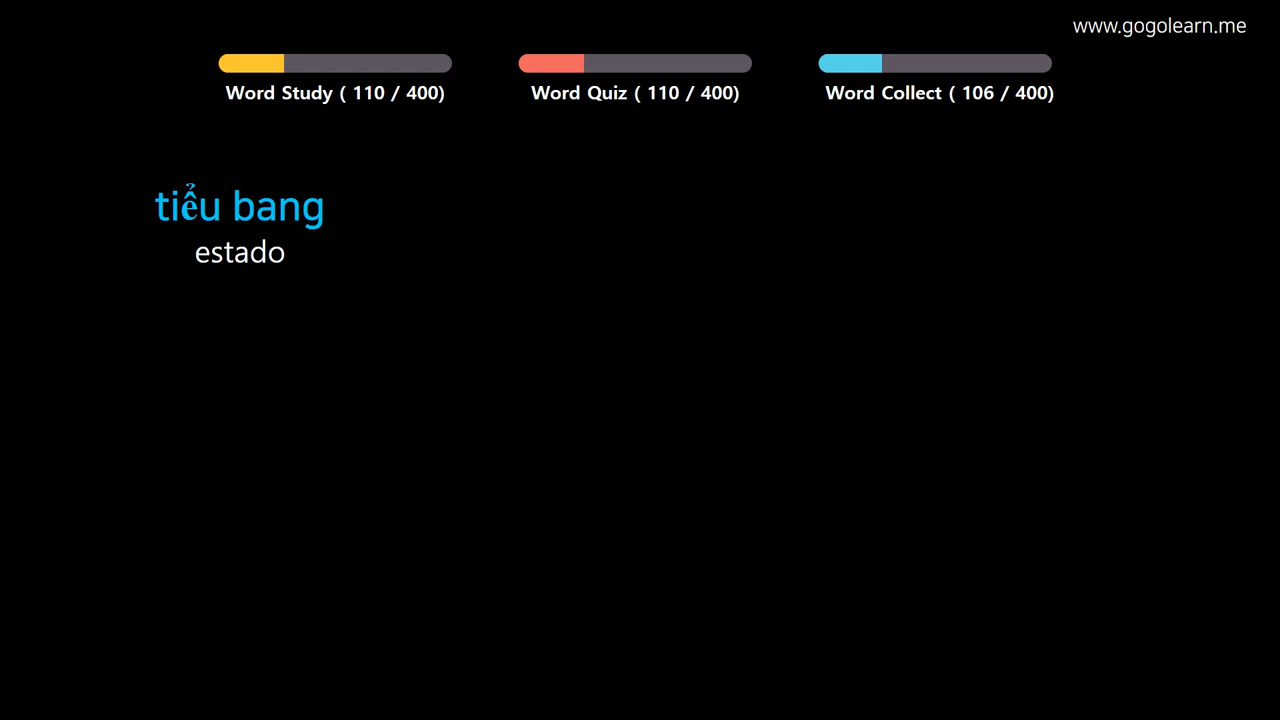 www.gogolearn.me
Word Study ( 110 / 400)
Word Quiz ( 110 / 400)
Word Collect ( 106 / 400)
tiểu bang
estado